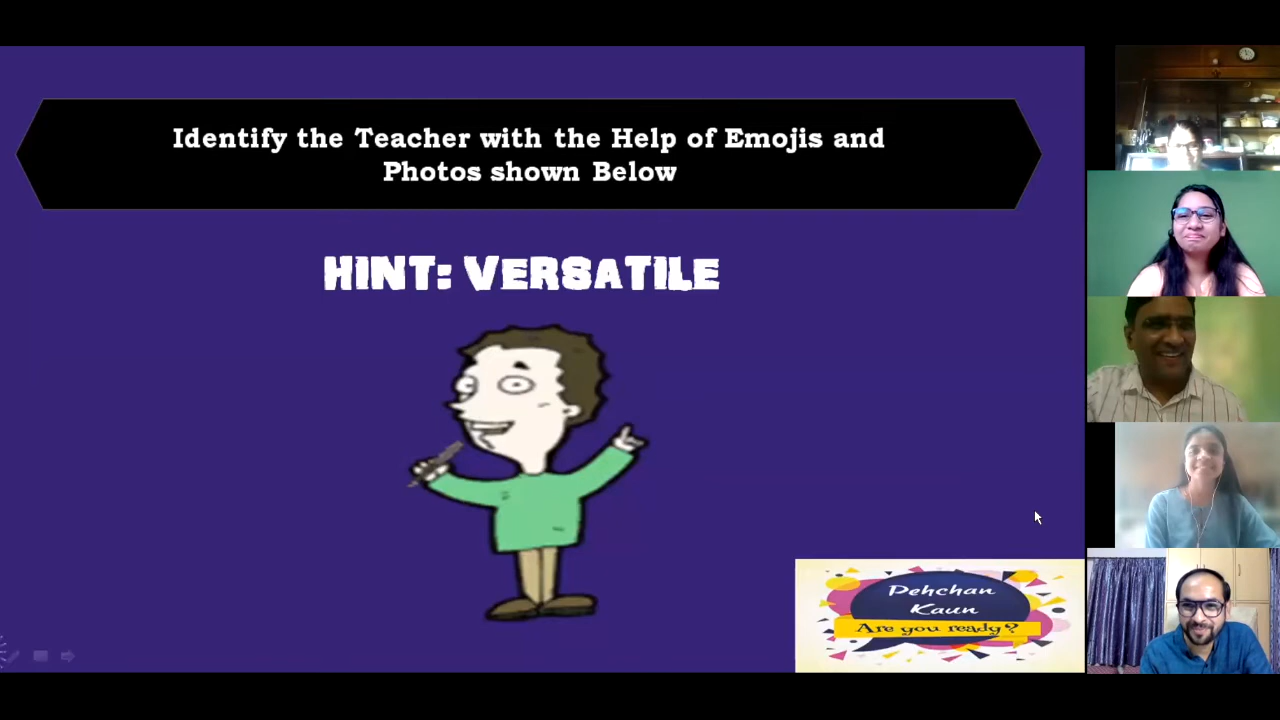 Identify the Teacher with the Help of Emojis and
Photos shown Below
HINT: VERSATILE
Pehchan
Kaun
Are you ready?